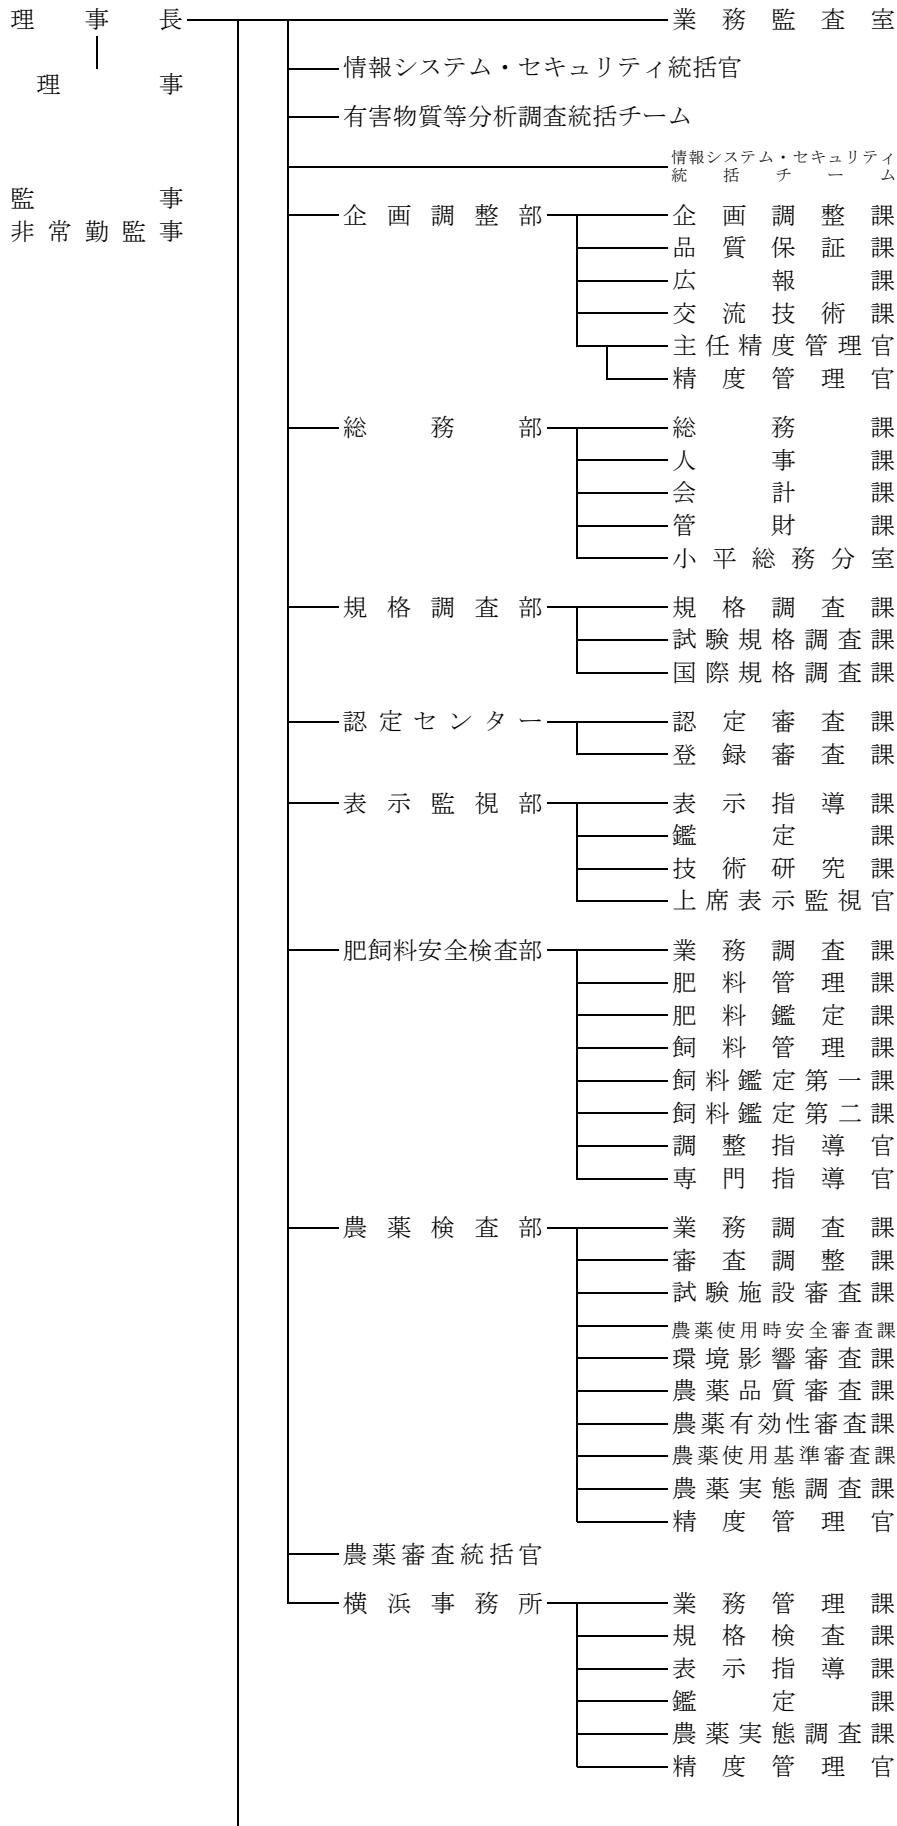 理事長
業務監査室
理事
情報システム・セキュリティ統括官
有害物質等分析調査統括チーム
情報システム・セキュリティ
統括チーム
監事
非常勤監事
企画調整部
企画調整課
品質保証課
広報課
交流技術課
主任精度管理官
精度管理官
総務部
総務課
人事課
会計課
管財課
小平総務分室
規格調査部
規格調査課
試験規格調査課
国際規格調査課
認定センター
認定審査課
登録審査課
表示監視部
表示指導課
鑑定課
技術研究課
上席表示監視官
肥飼料安全検査部
業務調査課
肥料管理課
肥料鑑定課
飼料管理課
飼料鑑定第一課
飼料鑑定第二課
調整指導官
専門指導官
農薬検査部
業務調査課
審査調整課
試験施設審査課
農薬使用時安全審査課
環境影響審査課
農薬品質審査課
農薬有効性審査課
農薬使用基準審査課
農薬実態調査課
精度管理官
農薬審査統括官
横浜事務所
業務管理課
規格検査課
表示指導課
鑑定課
農薬実態調査課
精度管理官